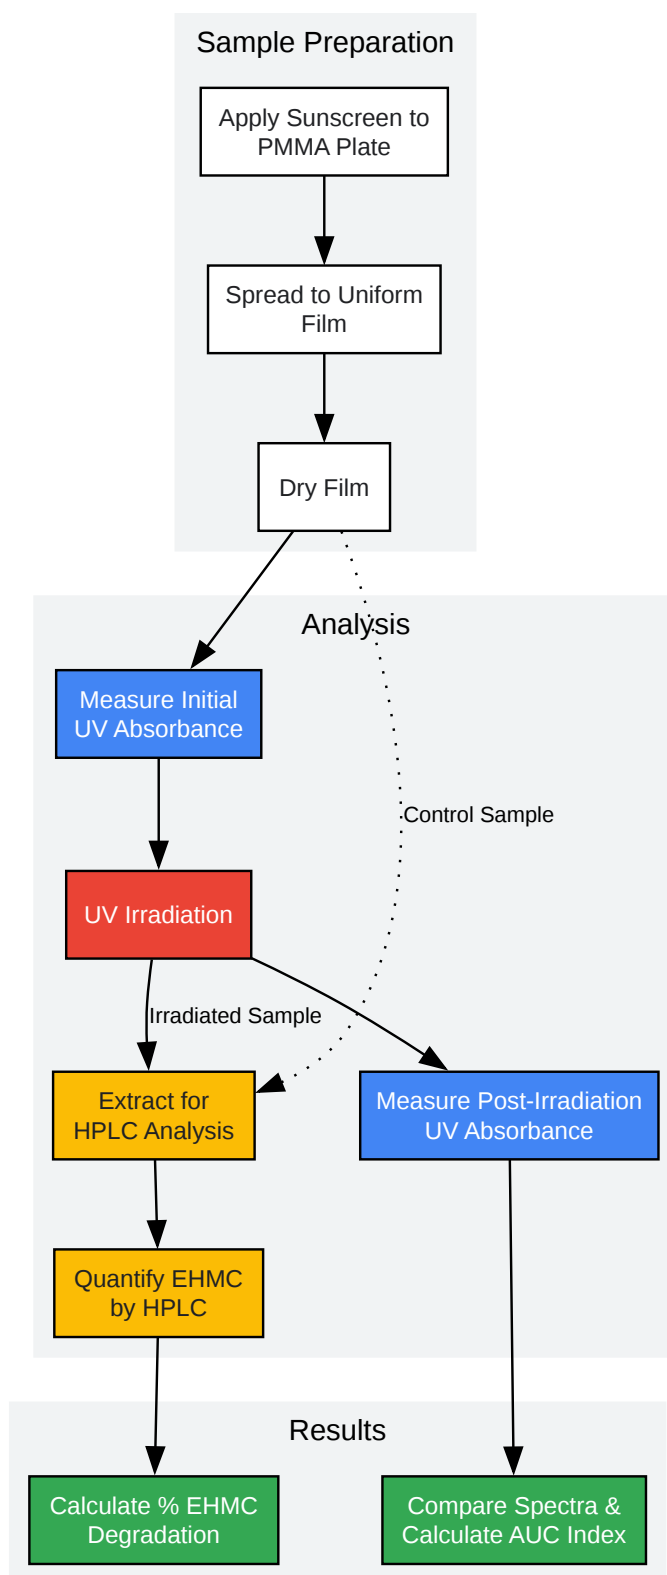 Sample Preparation
Apply Sunscreen to
PMMA Plate
Spread to Uniform
Film
Dry Film
Analysis
Measure Initial
UV Absorbance
Control Sample
UV Irradiation
Irradiated Sample
Extract for
HPLC Analysis
Measure Post-Irradiation
UV Absorbance
Quantify EHMC
by HPLC
Results
Calculate % EHMC
Degradation
Compare Spectra &
Calculate AUC Index